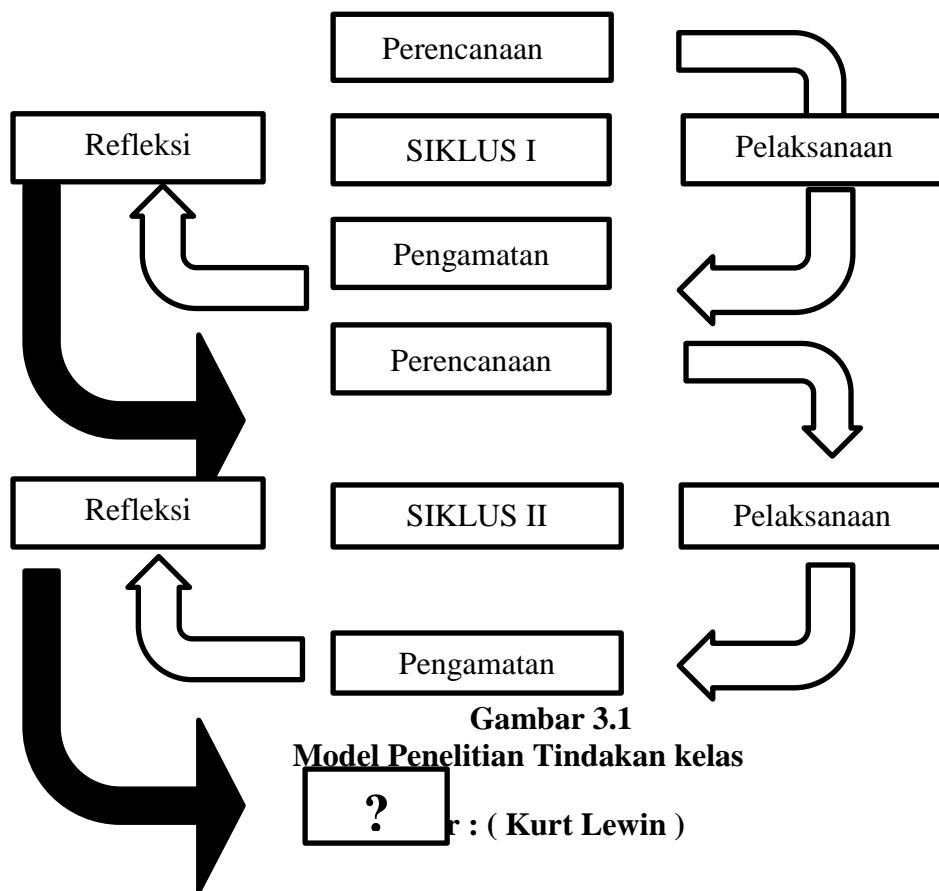 Perencanaan
Refleksi
SIKLUS I
Pelaksanaan
Pengamatan
Perencanaan
Refleksi
SIKLUS II
Pelaksanaan
Pengamatan
Gambar 3.1
Model Penelitian Tindakan kelas
?
r : ( Kurt Lewin )